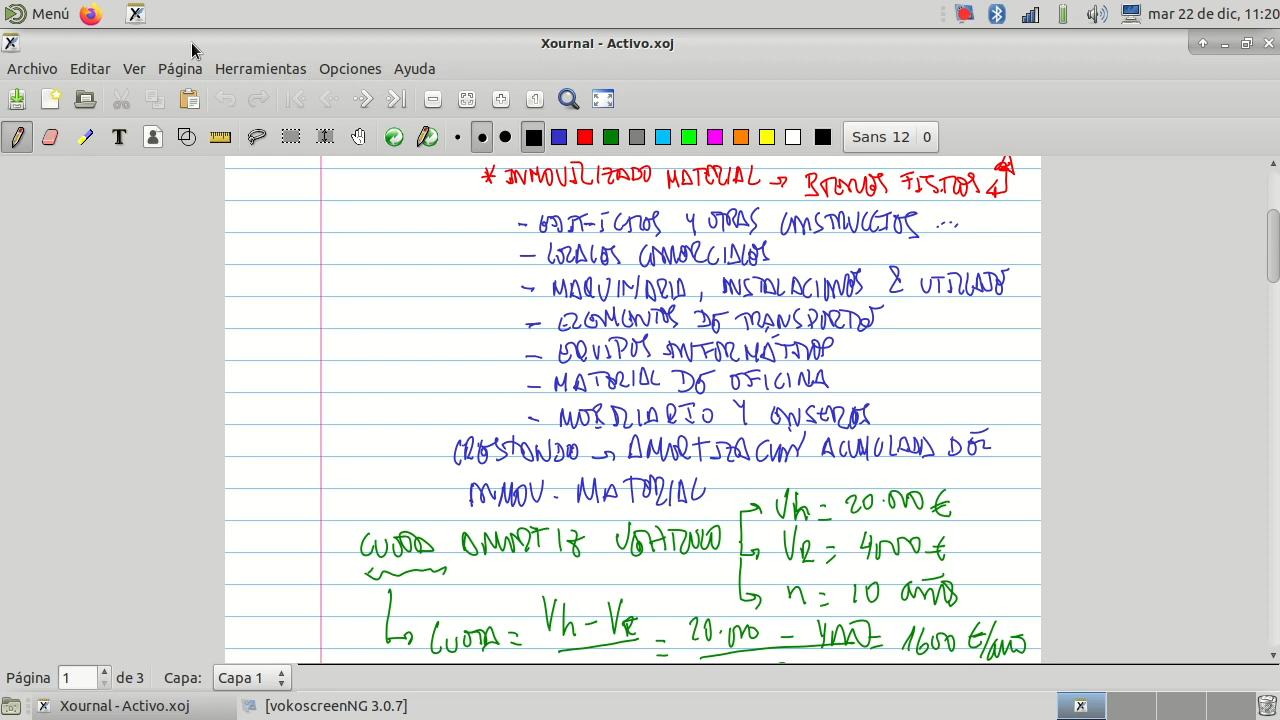 Menú mar 22 de dic, 11:20
Xournal - Activo.xoj
Archivo Editar Ver Página Herramientas Opciones Ayuda
Sans 12 0
* INMOVILIZADO MATERIAL → BIENES FISICOS
- EDIFICIOS Y OTRAS CONSTRUCCIONES ...
- LOCALES COMERCIALES
- MAQUINARIA, INSTALACIONES & UTILLAJE
- ELEMENTOS DE TRANSPORTE
- EQUIPOS INFORMÁTICOS
- MATERIAL DE OFICINA
- MOBILIARIO Y ENSERES
RESTANDO → AMORTIZACIÓN ACUMULADA DEL
INMOV. MATERIAL
Vh = 20.000 €
CUOTA AMORTIZ VEHICULO
VR = 4000 €
n = 10 años
CUOTA = Vh - VR = 20.000 - 4000 = 1600 €/año
Página 1 de 3 Capa: Capa 1
Xournal - Activo.xoj [vokoscreenNG 3.0.7]